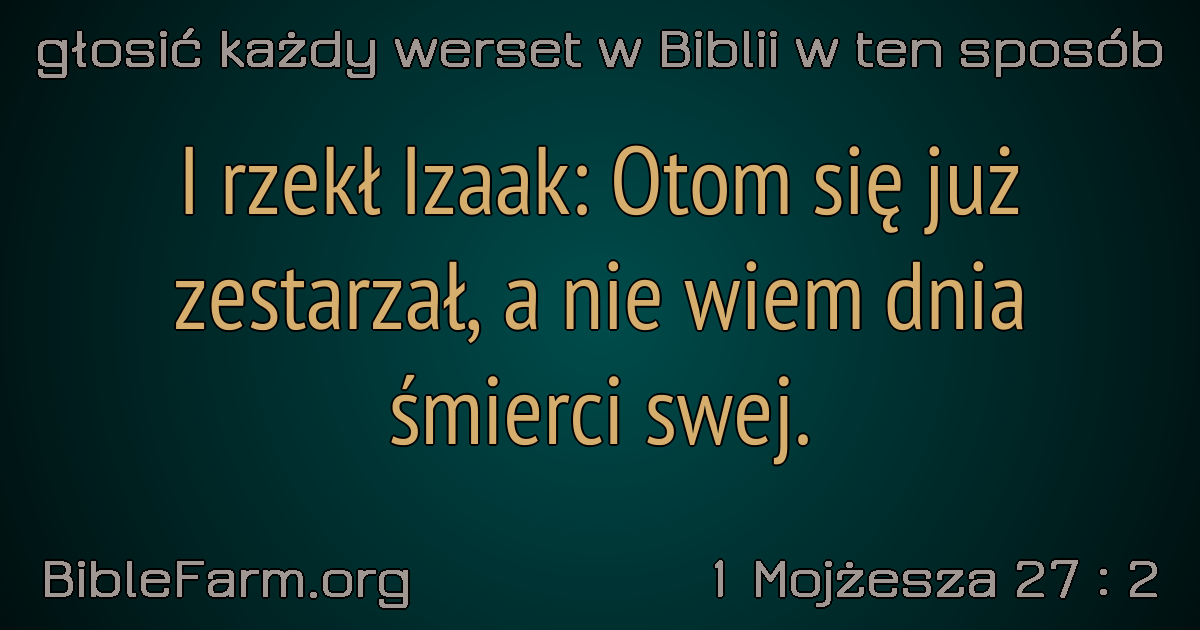 głosić każdy werset w Biblii w ten sposób
I rzekł Izaak: Otom się już
zestarzał, a nie wiem dnia
śmierci swej.
BibleFarm.org
1 Mojżesza 27 : 2